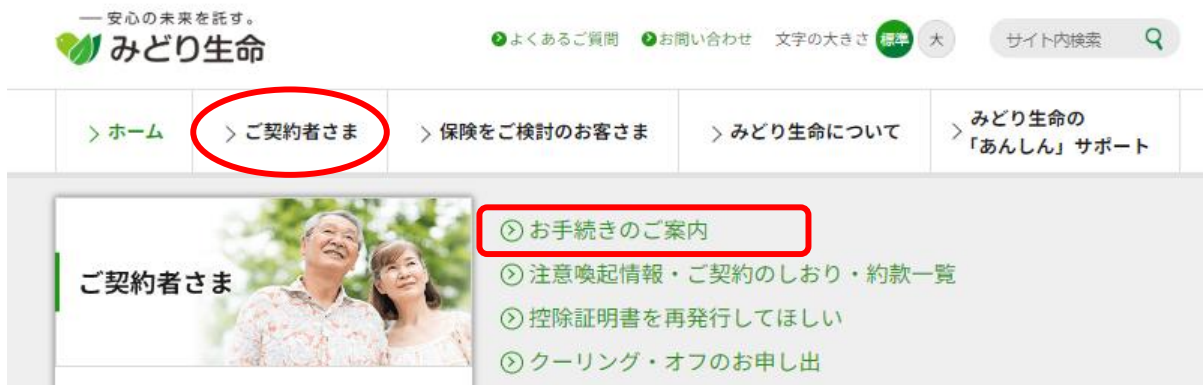 安心の未来を託す。
みどり生命
よくあるご質問 お問い合わせ 文字の大きさ 標準 大 サイト内検索
ホーム ご契約者さま 保険をご検討のお客さま みどり生命について みどり生命の
「あんしん」サポート
ご契約者さま
お手続きのご案内
注意喚起情報・ご契約のしおり・約款一覧
控除証明書を再発行してほしい
クーリング・オフのお申し出